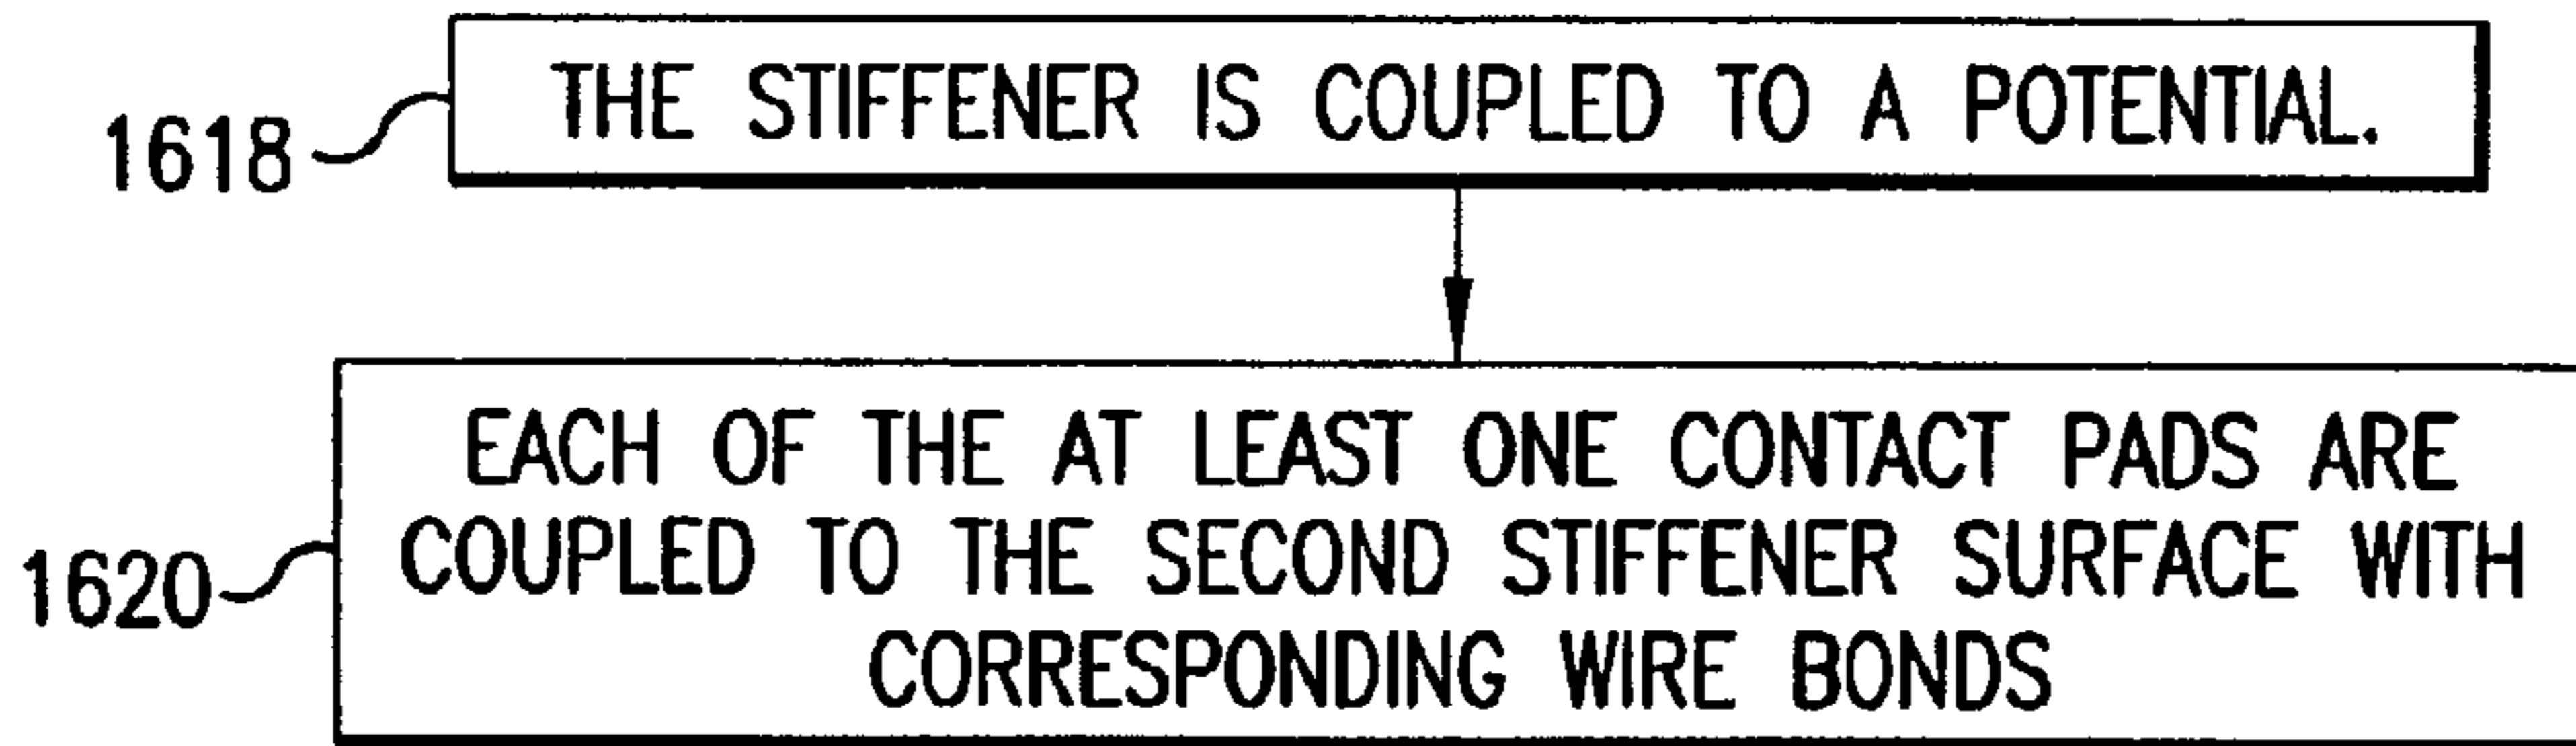 1618
THE STIFFENER IS COUPLED TO A POTENTIAL.
1620
EACH OF THE AT LEAST ONE CONTACT PADS ARE
COUPLED TO THE SECOND STIFFENER SURFACE WITH
CORRESPONDING WIRE BONDS